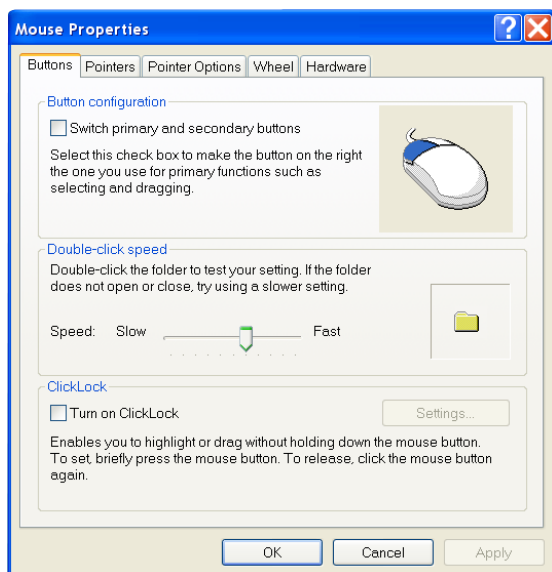 Mouse Properties
Buttons Pointers Pointer Options Wheel Hardware
Button configuration
Switch primary and secondary buttons
Select this check box to make the button on the right
the one you use for primary functions such as
selecting and dragging.
Double-click speed
Double-click the folder to test your setting. If the folder
does not open or close, try using a slower setting.
Speed: Slow Fast
ClickLock
Turn on ClickLock Settings...
Enables you to highlight or drag without holding down the mouse button.
To set, briefly press the mouse button. To release, click the mouse button
again.
OK Cancel Apply